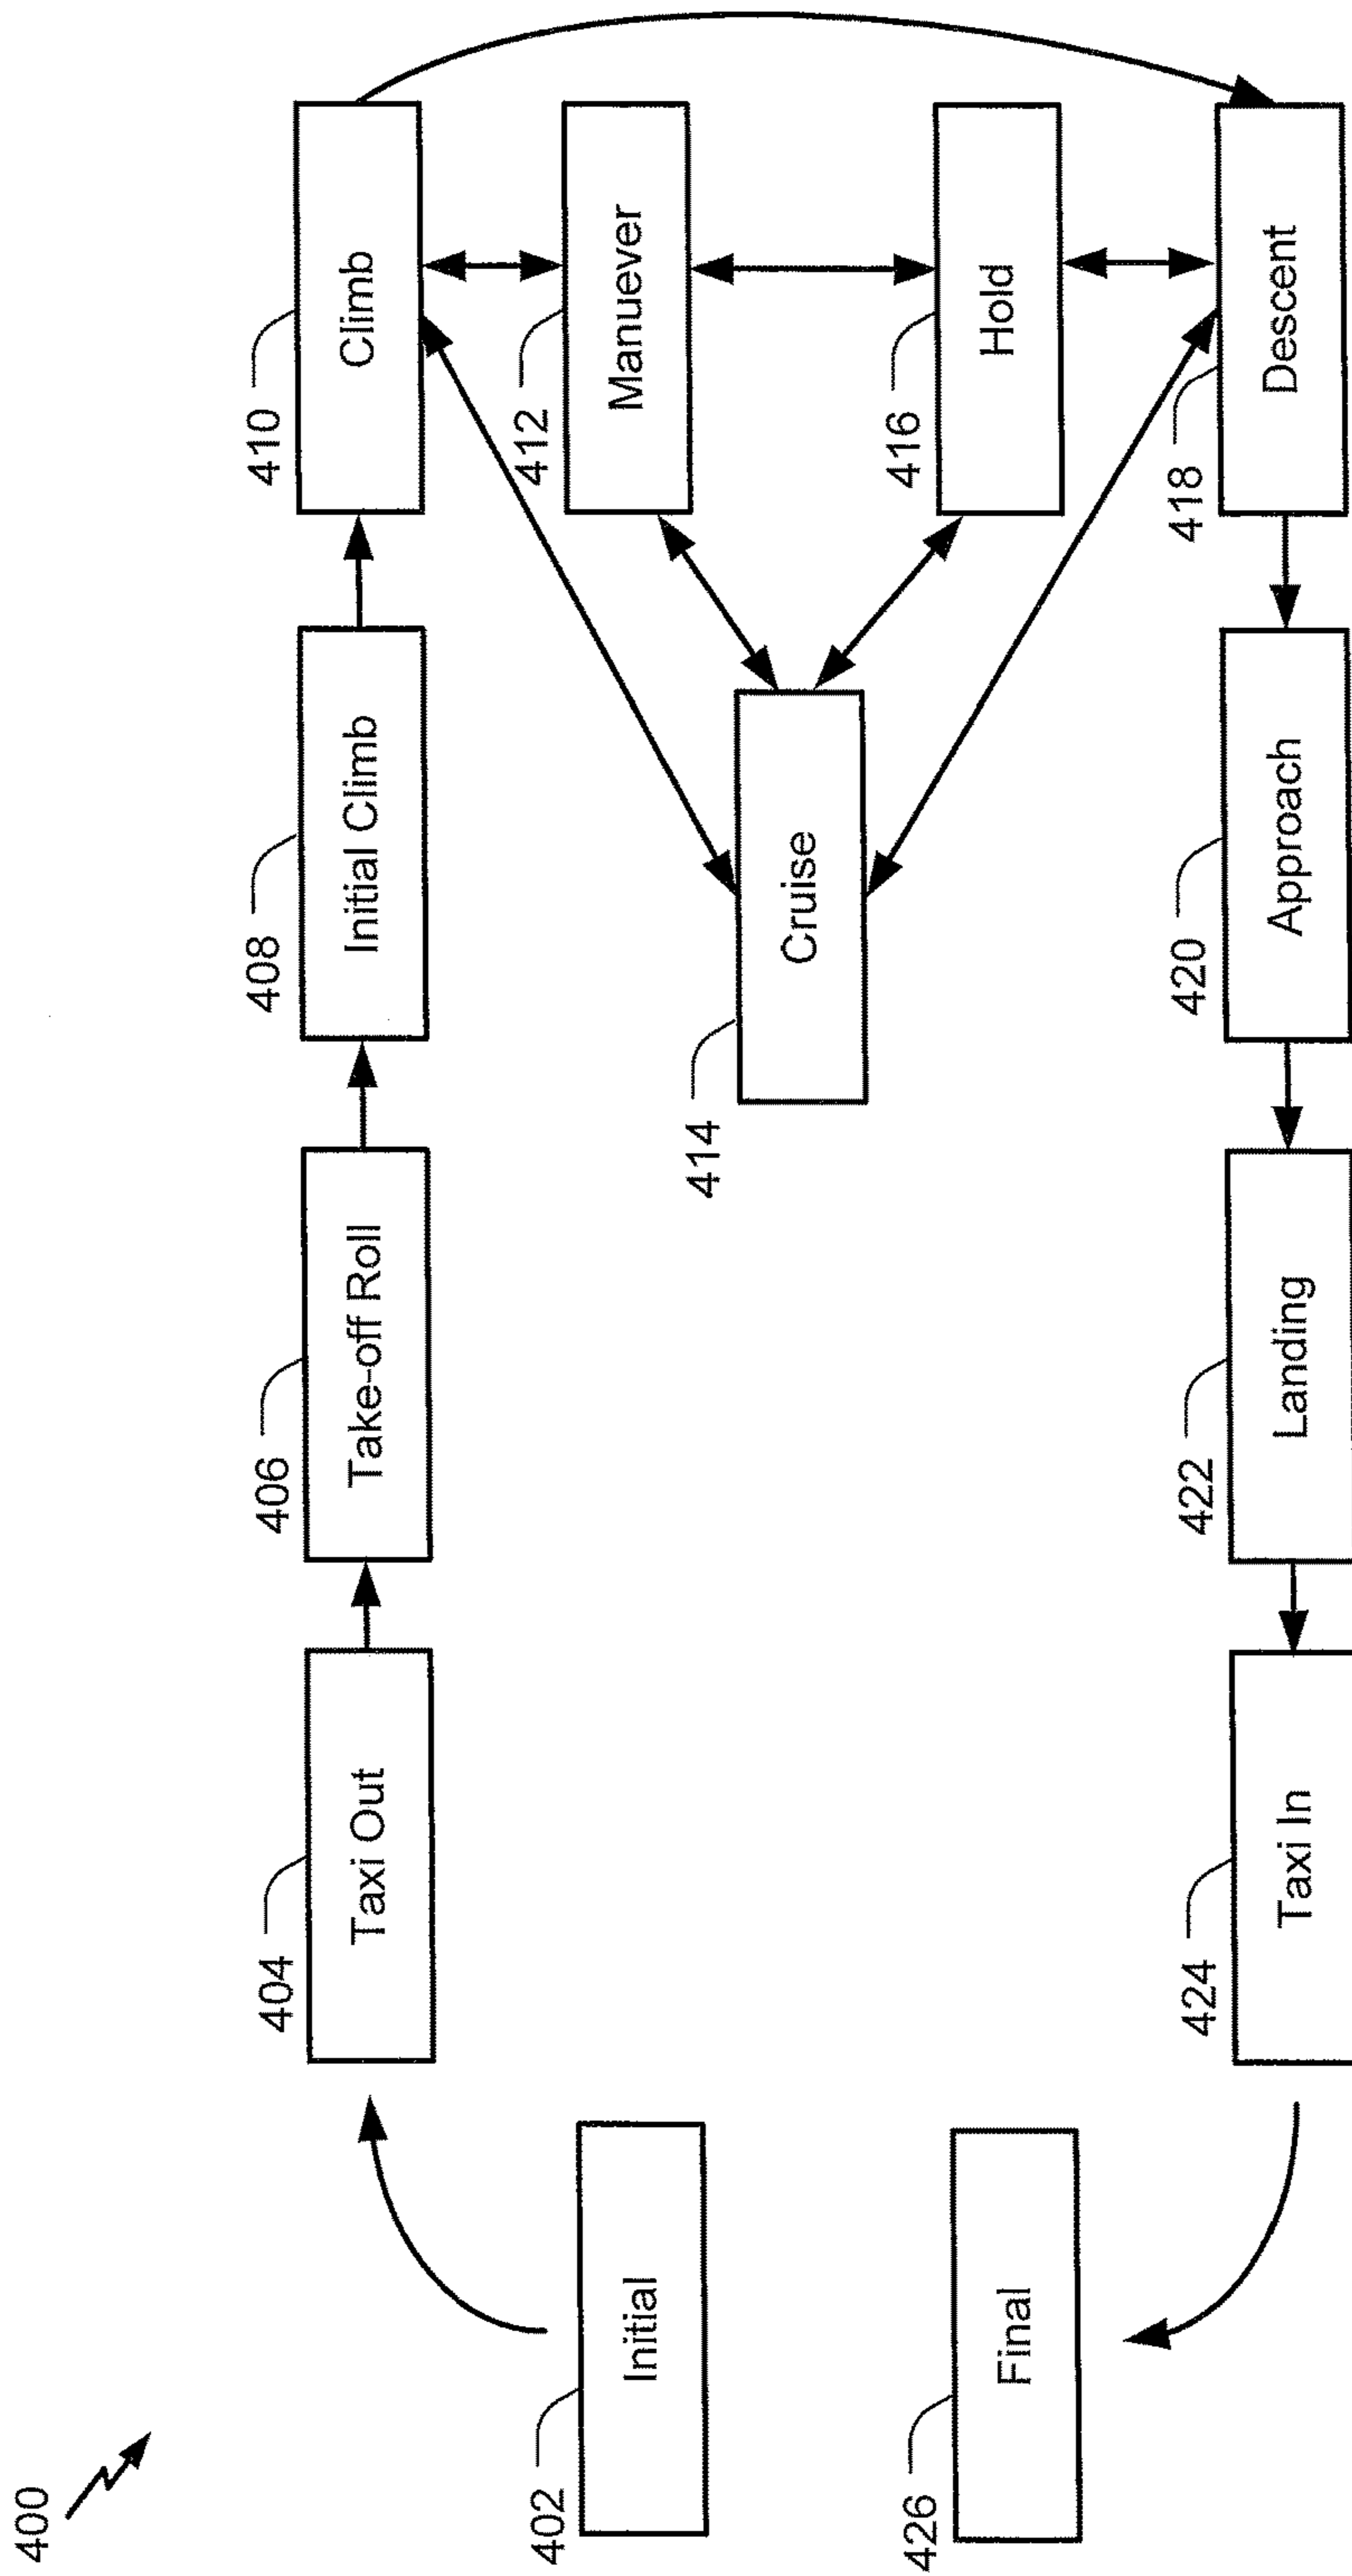 400
402
Initial
404
Taxi Out
406
Take-off Roll
408
Initial Climb
410
Climb
412
Manuever
414
Cruise
416
Hold
418
Descent
420
Approach
422
Landing
424
Taxi In
426
Final